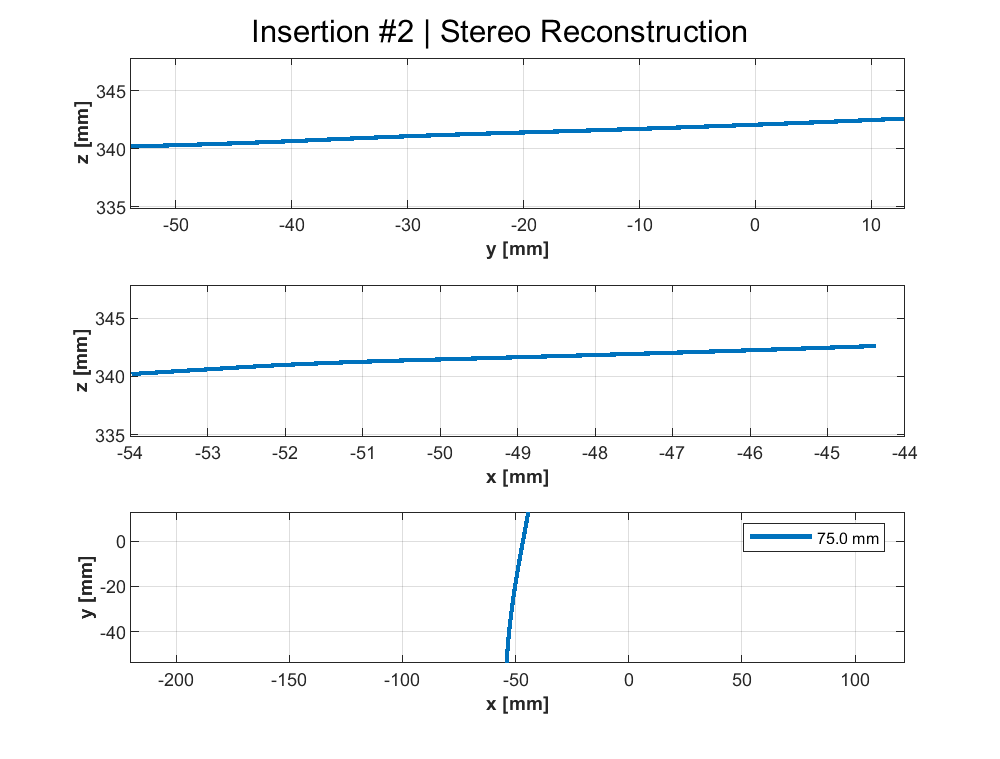 Insertion #2 | Stereo Reconstruction
345
340
335
z [mm]
-50 -40 -30 -20 -10 0 10
y [mm]
345
340
335
z [mm]
-54 -53 -52 -51 -50 -49 -48 -47 -46 -45 -44
x [mm]
75.0 mm
0
-20
-40
y [mm]
-200 -150 -100 -50 0 50 100
x [mm]